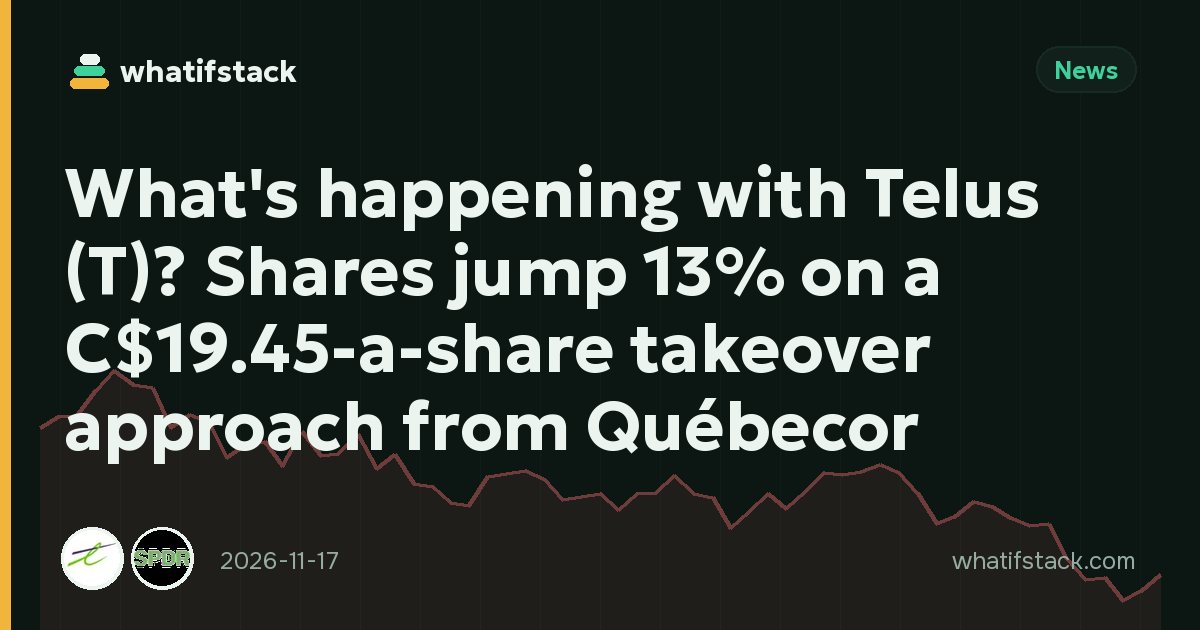 whatifstack
News
What's happening with Telus
(T)? Shares jump 13% on a
C$19.45-a-share takeover
approach from Québecor
SPDR
2026-11-17
whatifstack.com